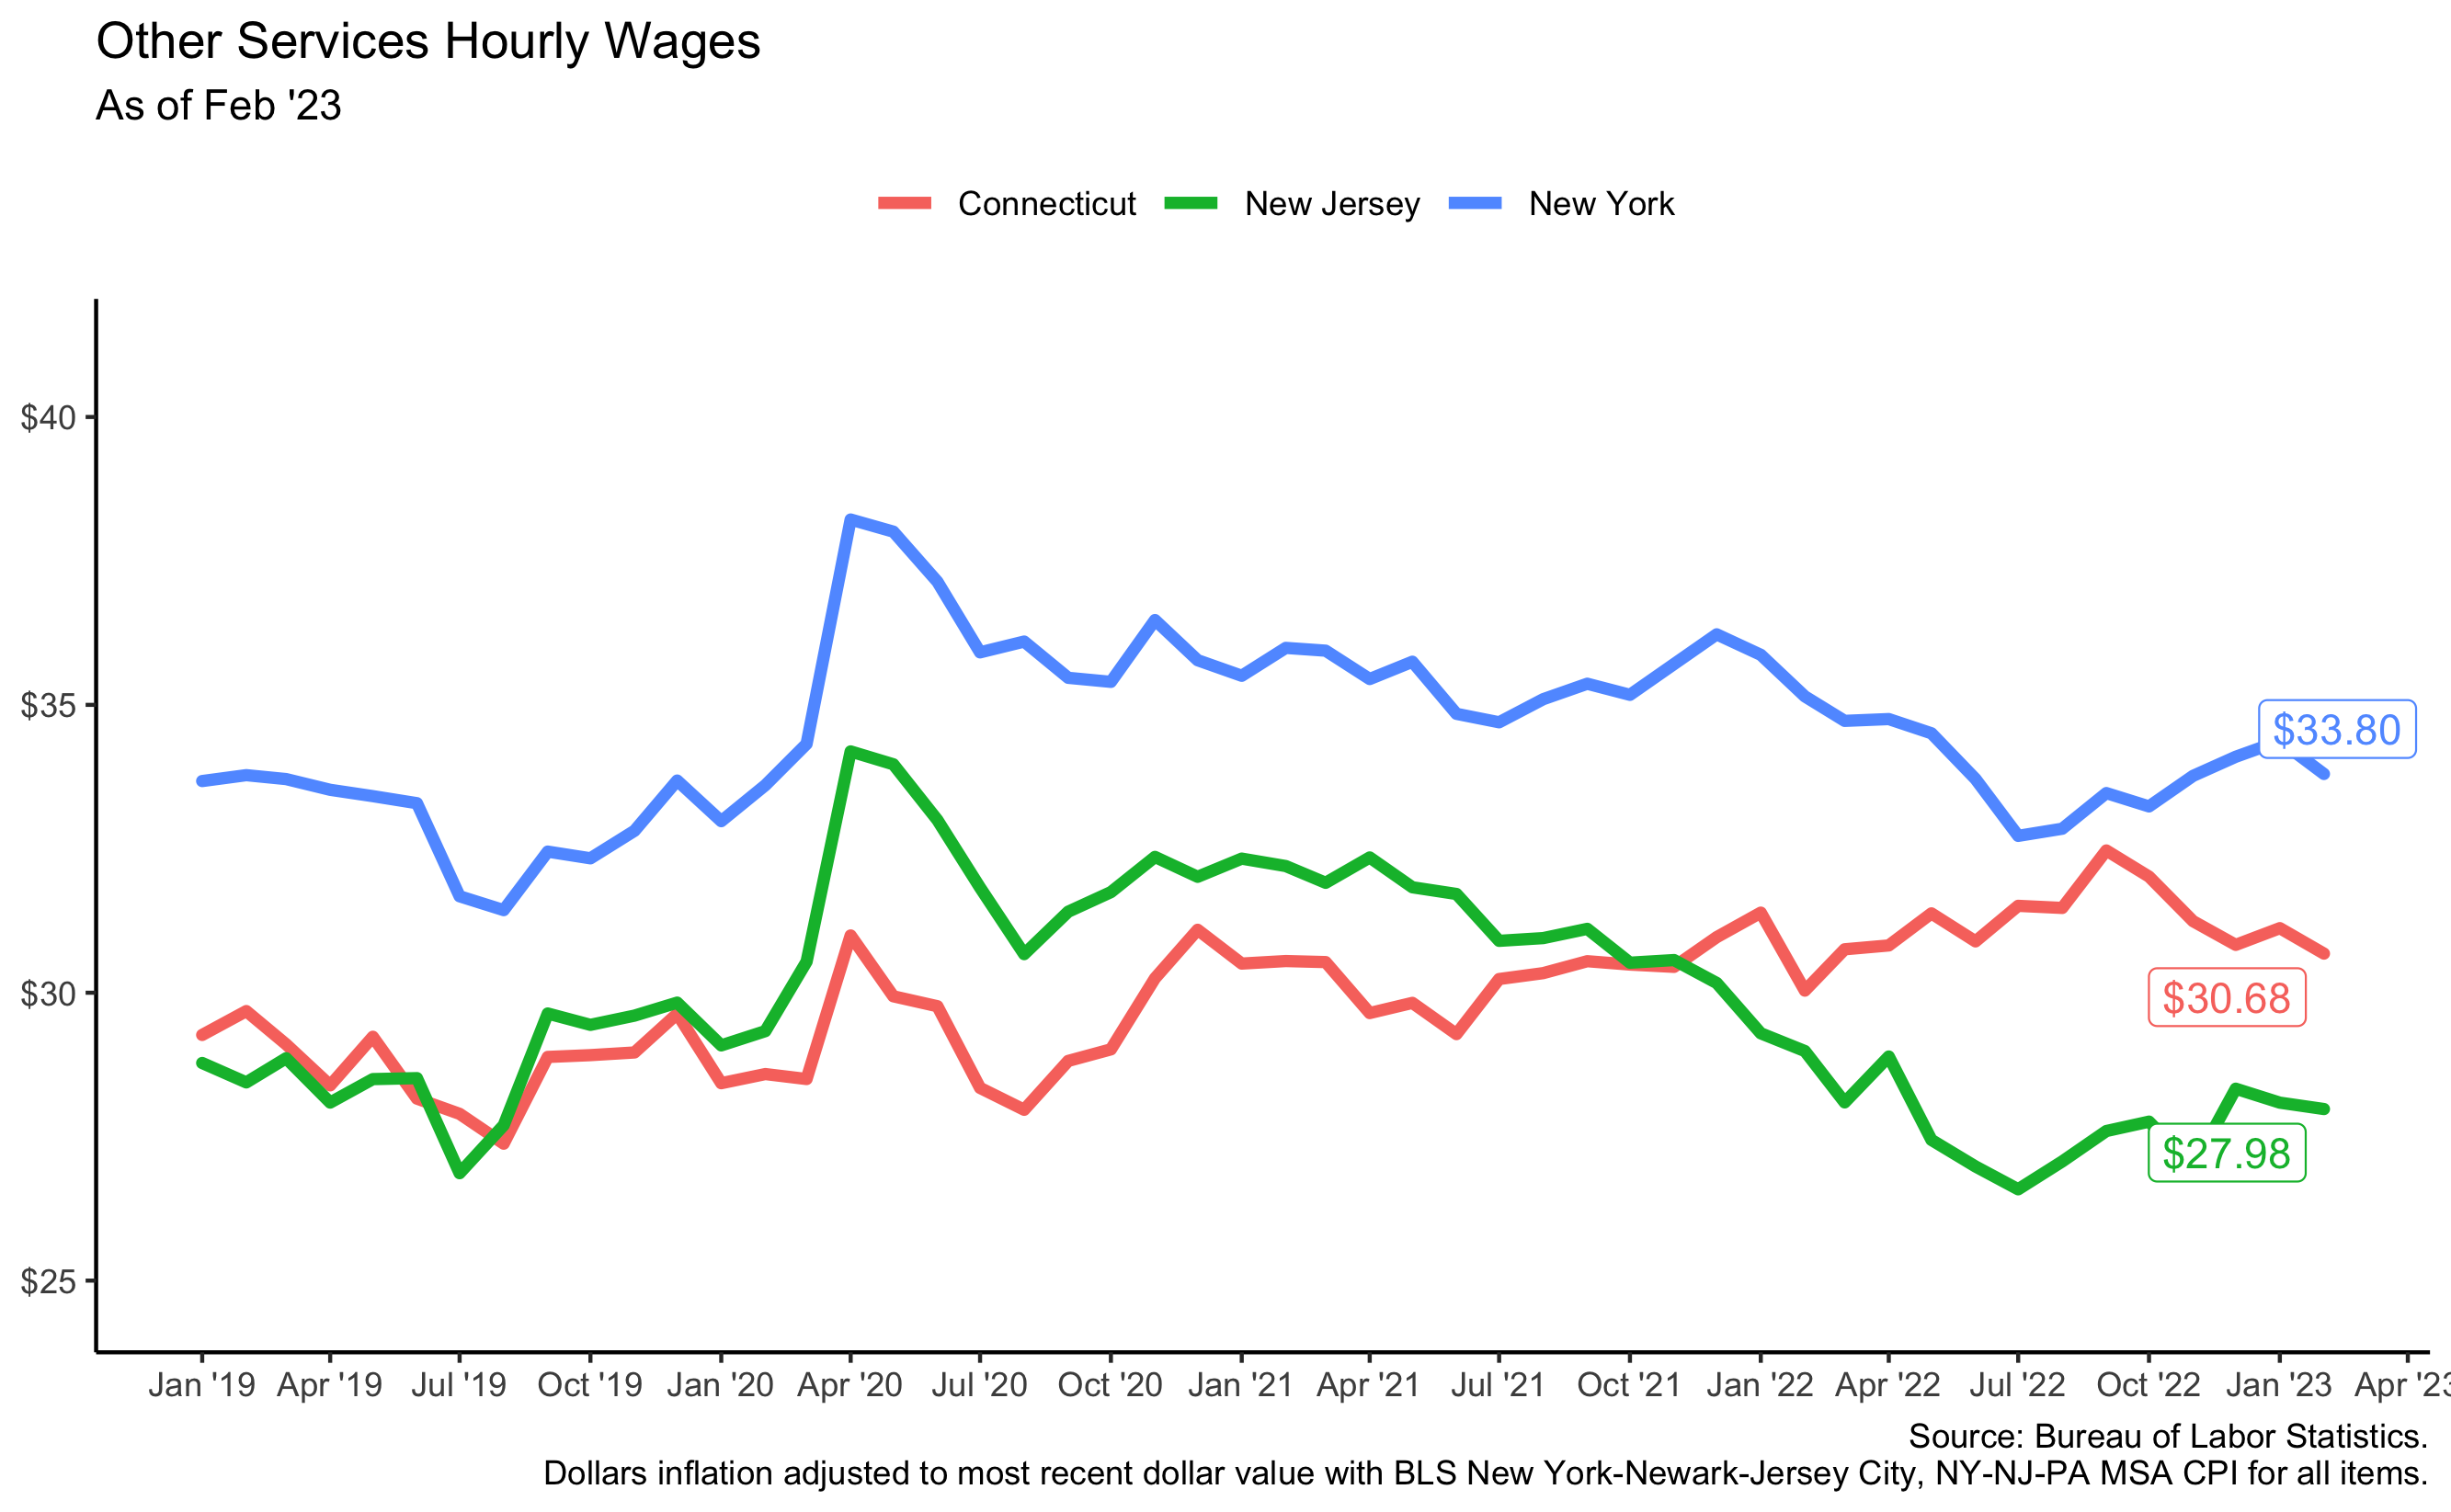 Other Services Hourly Wages
As of Feb '23
Connecticut New Jersey New York
$40
$35
$30
$25
$33.80
$30.68
$27.98
Jan '19 Apr '19 Jul '19 Oct '19 Jan '20 Apr '20 Jul '20 Oct '20 Jan '21 Apr '21 Jul '21 Oct '21 Jan '22 Apr '22 Jul '22 Oct '22 Jan '23 Apr '23
Source: Bureau of Labor Statistics.
Dollars inflation adjusted to most recent dollar value with BLS New York-Newark-Jersey City, NY-NJ-PA MSA CPI for all items.